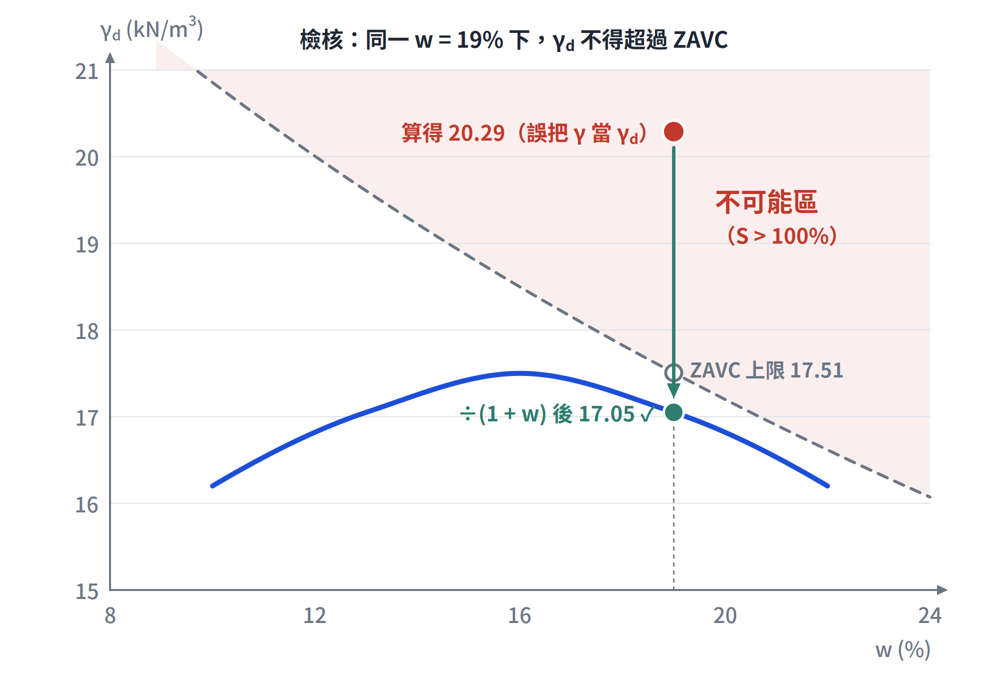 γd (kN/m³)
檢核：同一 w = 19% 下，γd 不得超過 ZAVC
21
算得 20.29（誤把 γ 當 γd）
20
不可能區
（S > 100%）
19
18
ZAVC 上限 17.51
17
÷(1 + w) 後 17.05 ✓
16
15
8 12 16 20 24
w (%)